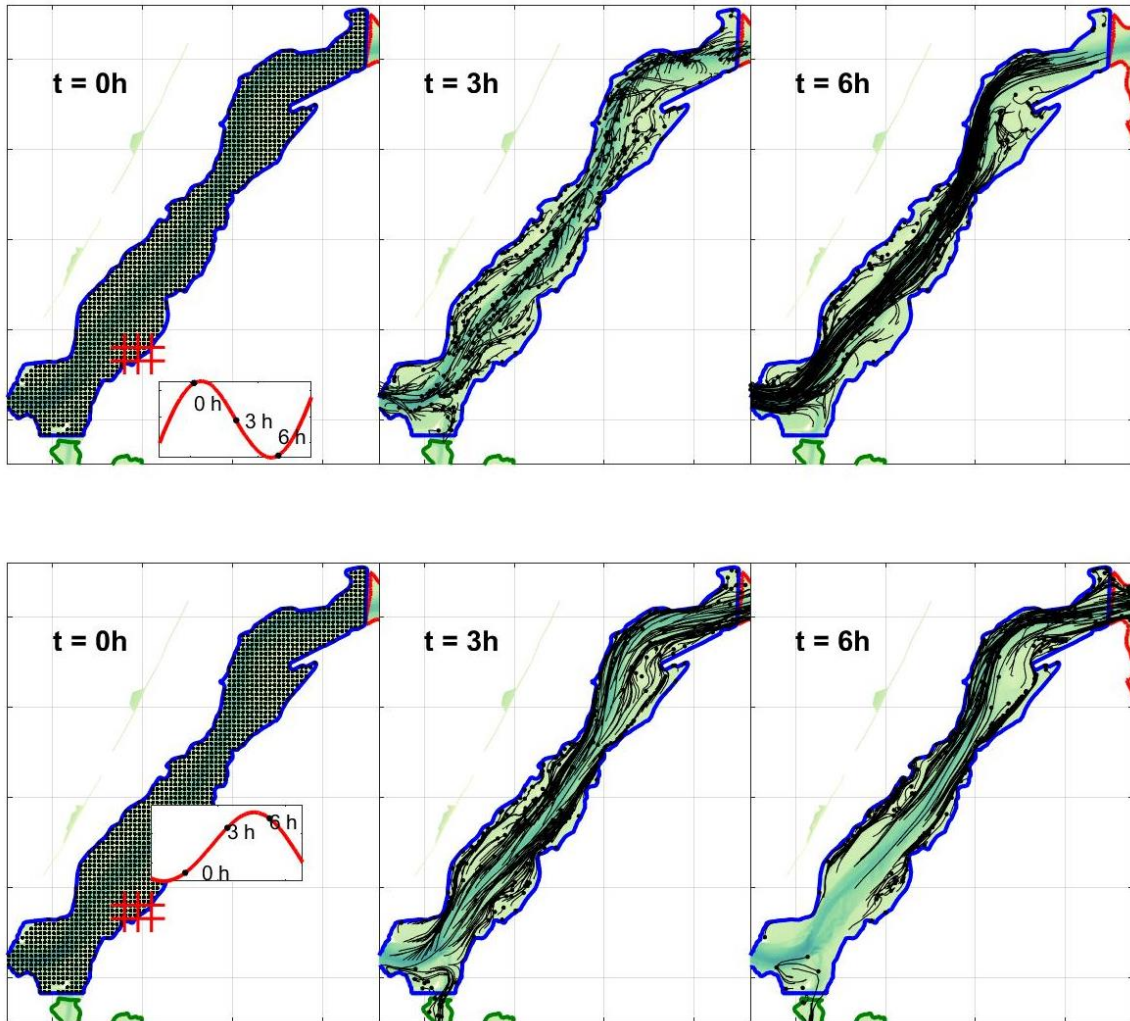 t = 0h
t = 3h
t = 6h
0 h
3 h
6 h
t = 0h
t = 3h
t = 6h
3 h
6 h
0 h